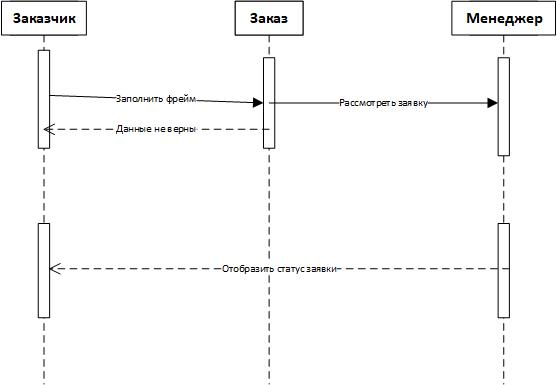 Заказчик
Заказ
Менеджер
Заполнить фрейм
Рассмотреть заявку
Данные не верны
Отобразить статус заявки